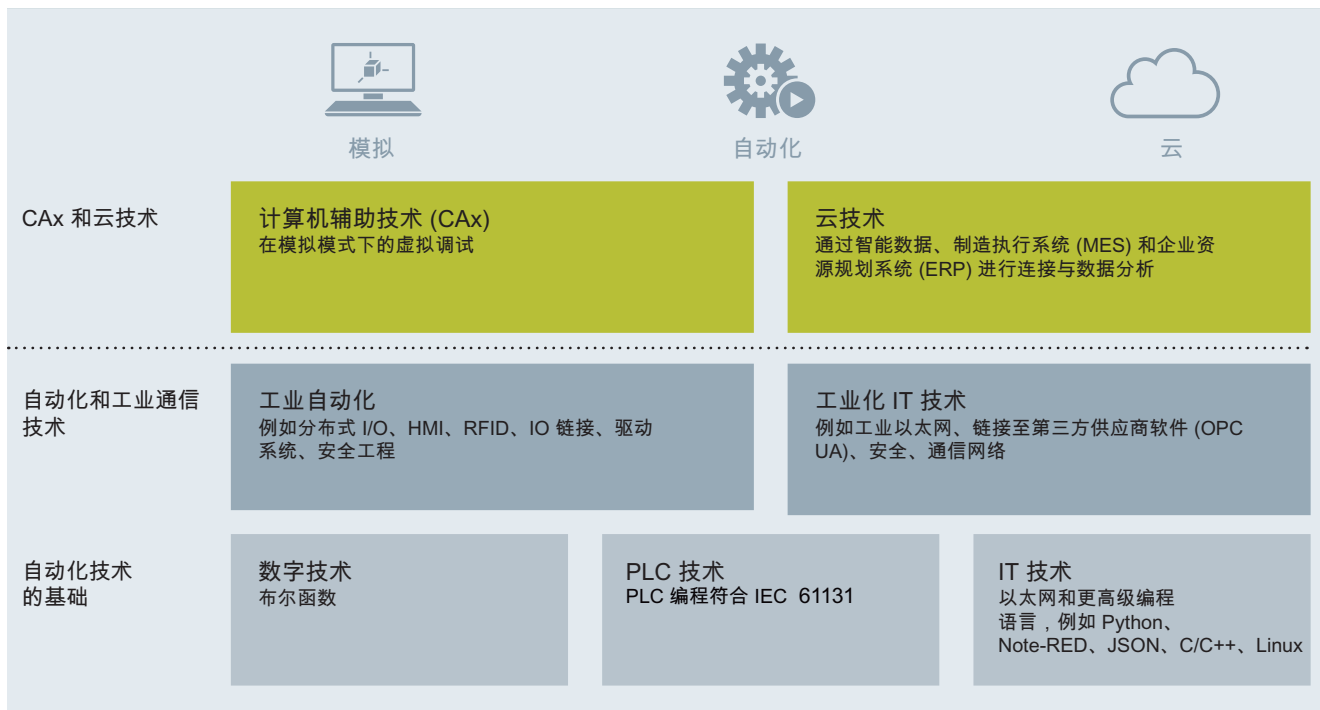 模拟
自动化
云
CAx 和云技术
计算机辅助技术 (CAx)
在模拟模式下的虚拟调试
云技术
通过智能数据、制造执行系统 (MES) 和企业资
源规划系统 (ERP) 进行连接与数据分析
自动化和工业通信
技术
工业自动化
例如分布式 I/O、HMI、RFID、IO 链接、驱动
系统、安全工程
工业化 IT 技术
例如工业以太网、链接至第三方供应商软件 (OPC
UA)、安全、通信网络
自动化技术
的基础
数字技术
布尔函数
PLC 技术
PLC 编程符合 IEC 61131
IT 技术
以太网和更高级编程
语言，例如 Python、
Note-RED、JSON、C/C++、Linux